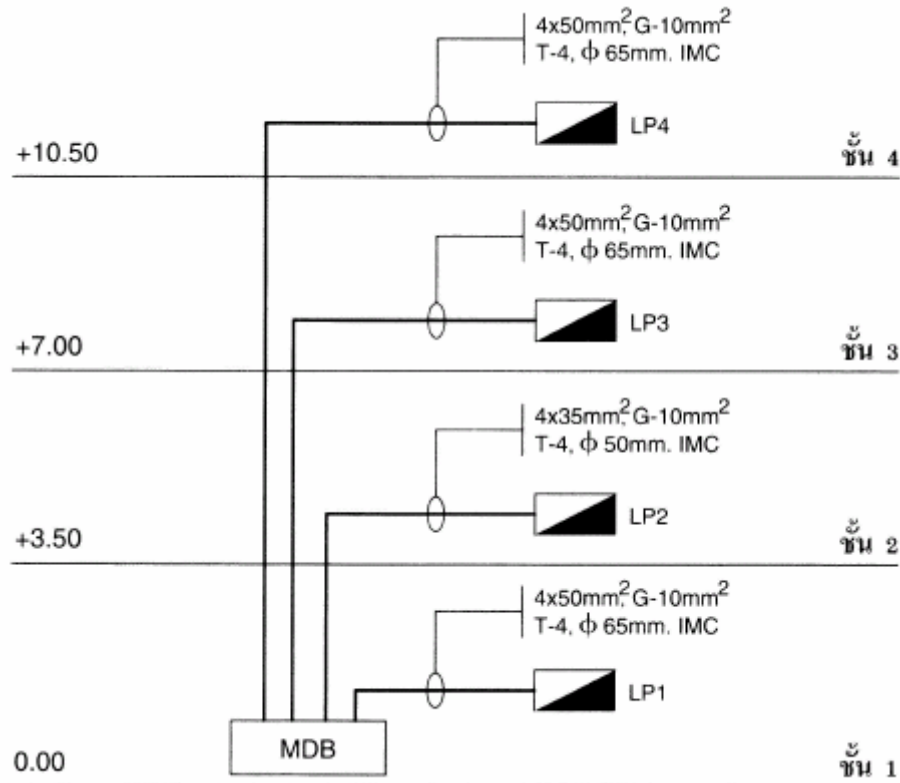 4x50mm², G-10mm²
T-4, ϕ 65mm. IMC
LP4
+10.50
ชั้น 4
4x50mm², G-10mm²
T-4, ϕ 65mm. IMC
LP3
+7.00
ชั้น 3
4x35mm², G-10mm²
T-4, ϕ 50mm. IMC
LP2
+3.50
ชั้น 2
4x50mm², G-10mm²
T-4, ϕ 65mm. IMC
LP1
MDB
0.00
ชั้น 1